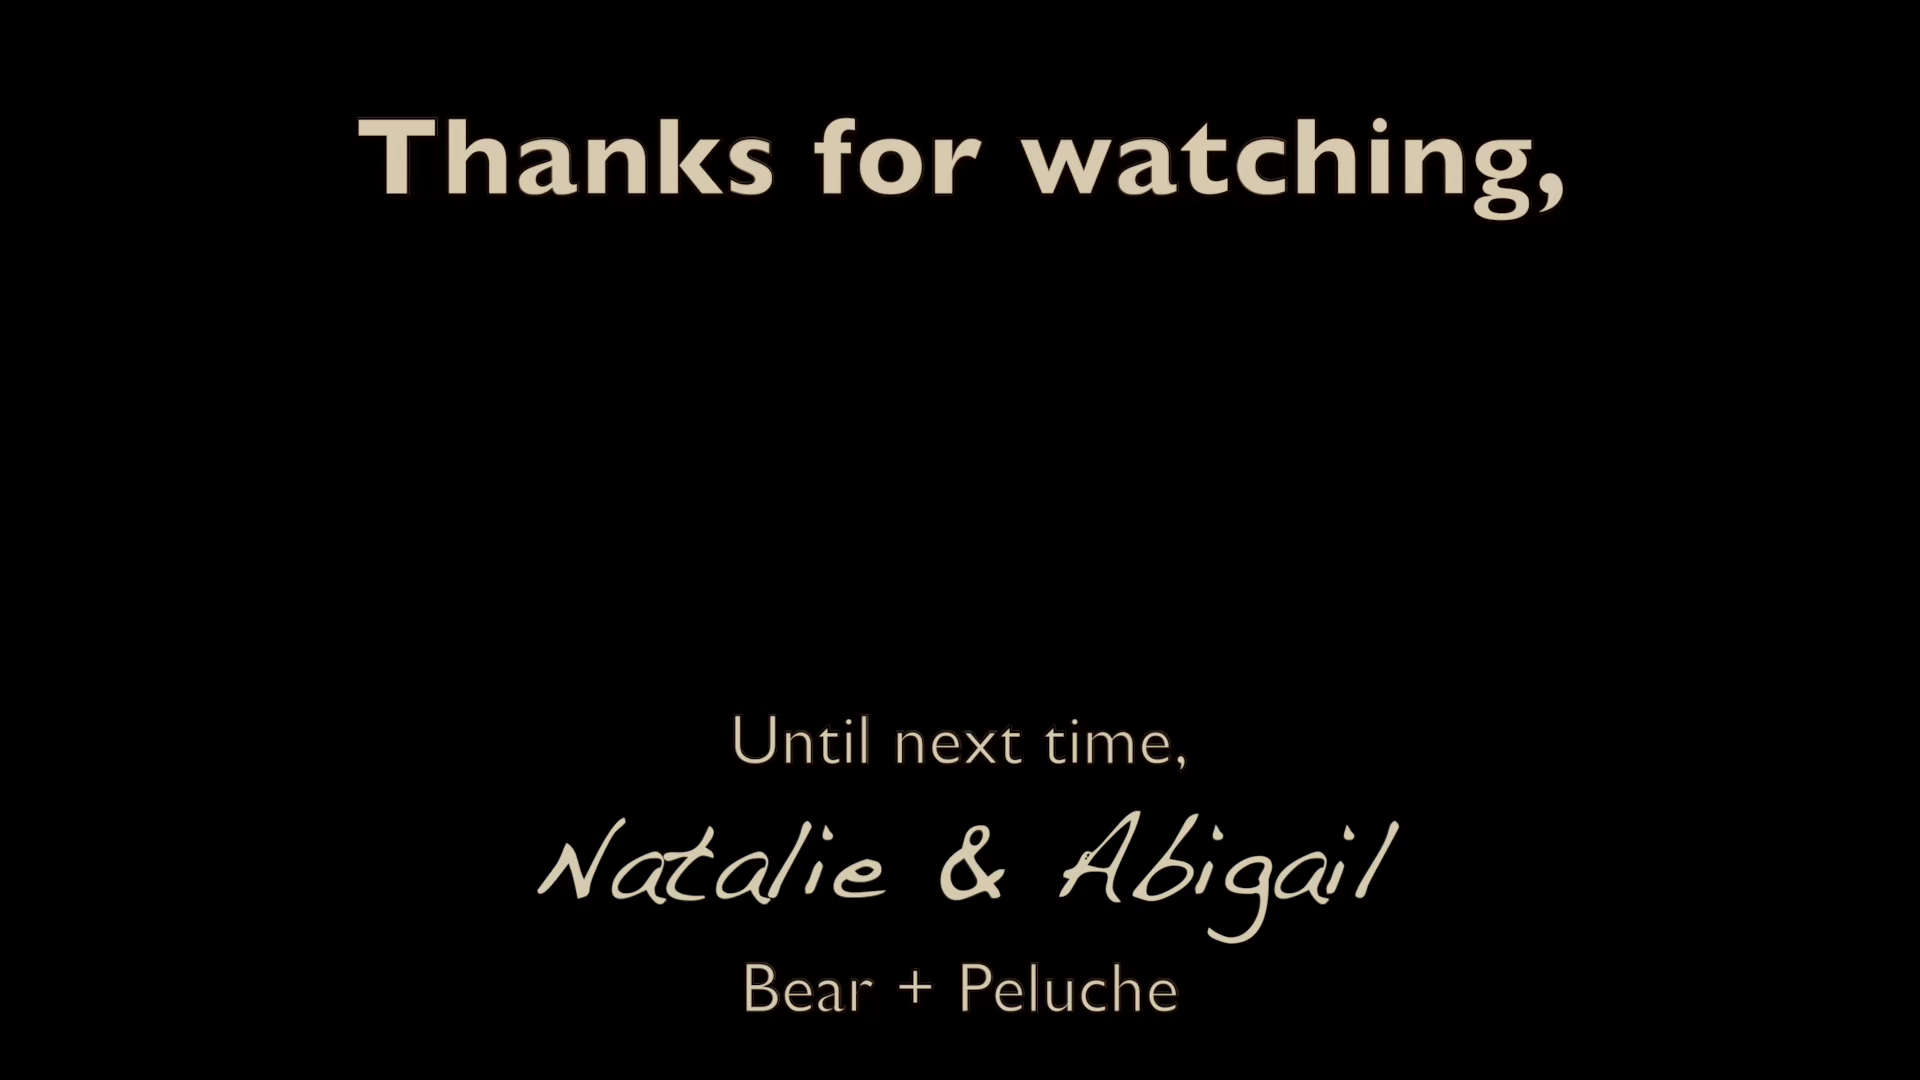 Thanks for watching,
Until next time,
Natalie & Abigail
Bear + Peluche